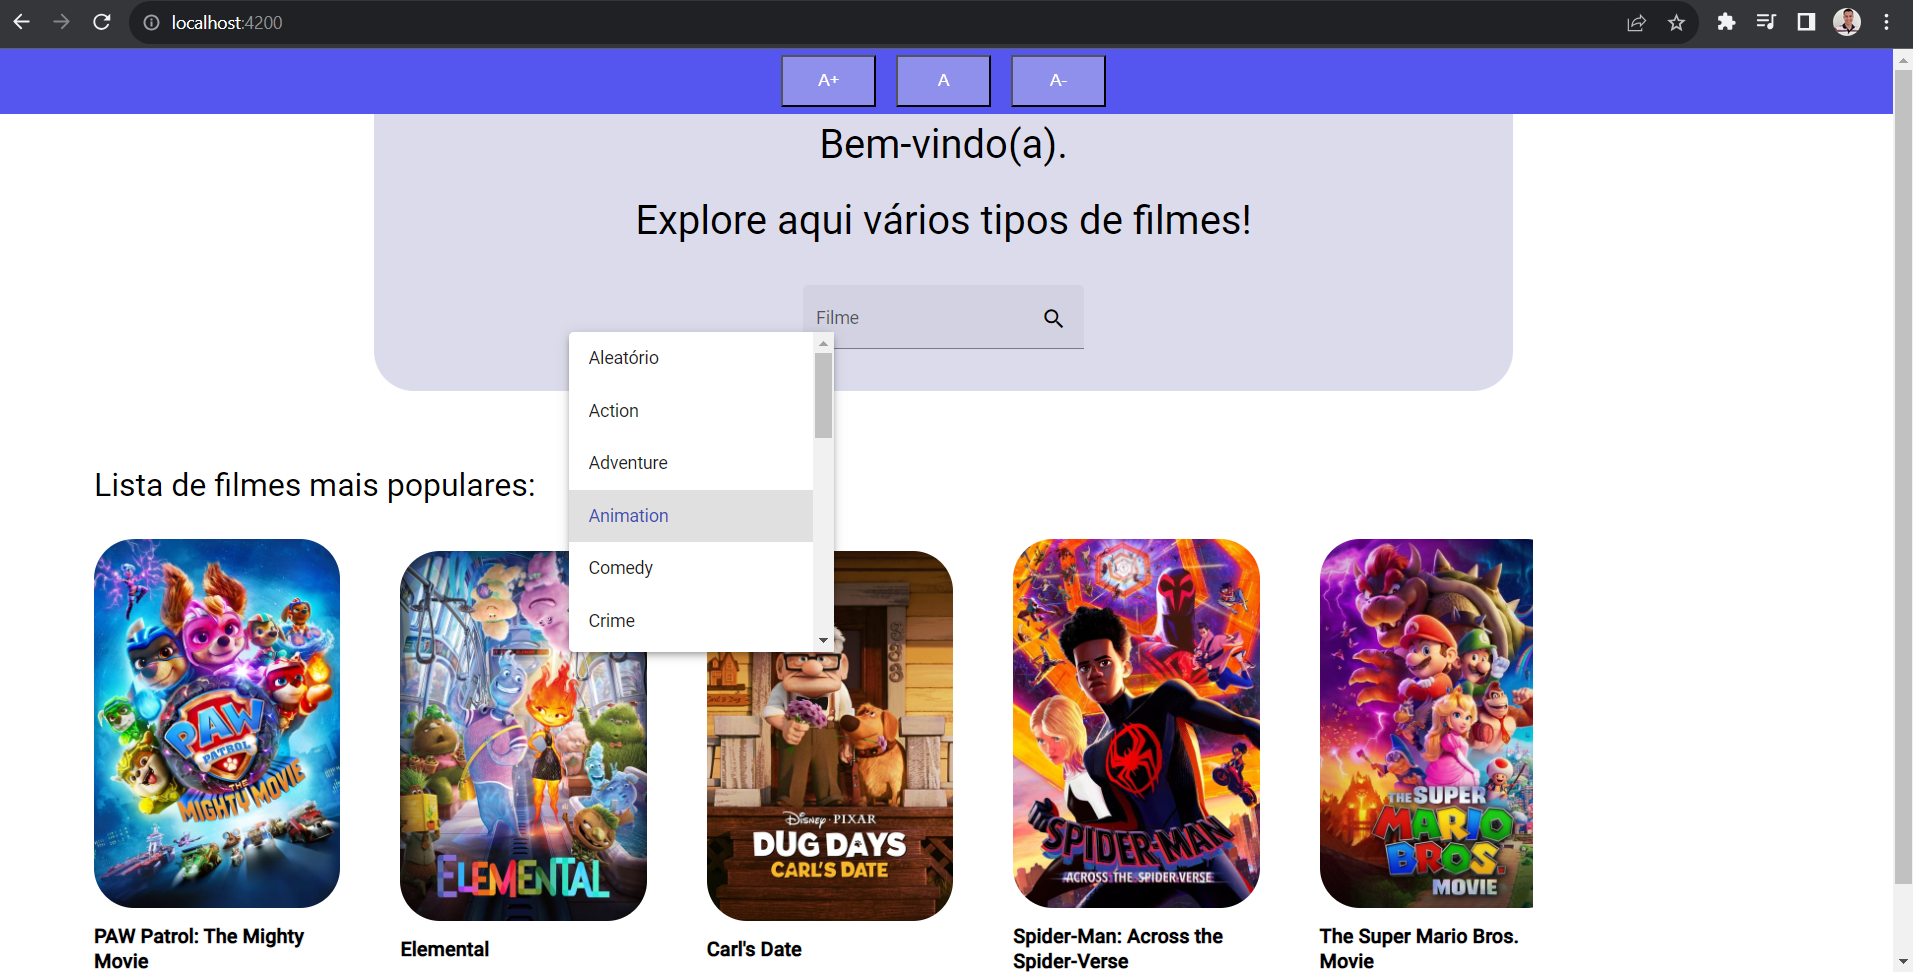 localhost:4200
A+ A A-
Bem-vindo(a).
Explore aqui vários tipos de filmes!
Filme
Aleatório
Action
Adventure
Animation
Comedy
Crime
Lista de filmes mais populares:
PAW
PATROL
THE
MIGHTY MOVIE
PAW Patrol: The Mighty
Movie
ELEMENTAL
Elemental
Disney · PIXAR
DUG DAYS
CARL'S DATE
Carl's Date
SPIDER-MAN
ACROSS THE SPIDER-VERSE
Spider-Man: Across the
Spider-Verse
THE SUPER
MARIO
BROS.
MOVIE
The Super Mario Bros.
Movie